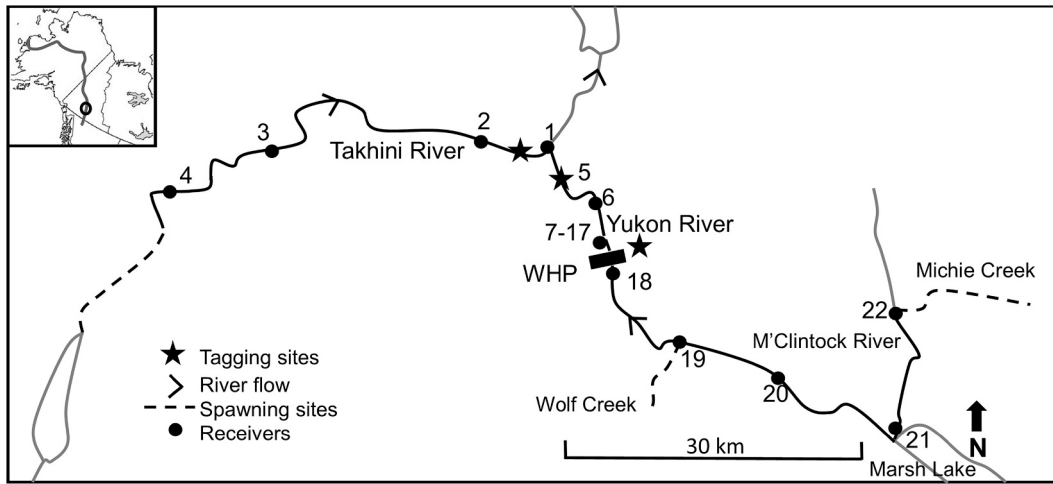 1
2
3
Takhini River
4
5
6
Yukon River
7-17
WHP
18
Michie Creek
22
M'Clintock River
19
20
Wolf Creek
21
Marsh Lake
N
30 km
Tagging sites
River flow
Spawning sites
Receivers